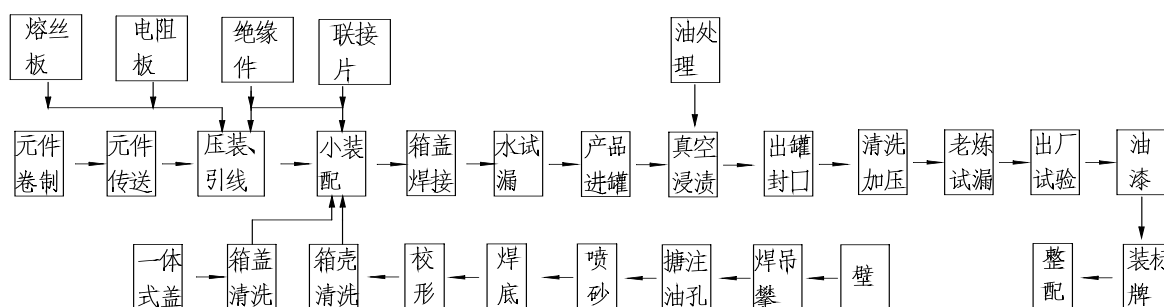 熔丝
板
电阻
板
绝缘
件
联接
片
油处
理
元件
卷制
元件
传送
压装、
引线
小装
配
箱盖
焊接
水试
漏
产品
进罐
真空
浸渍
出罐
封口
清洗
加压
老炼
试漏
出厂
试验
油
漆
一体
式盖
箱盖
清洗
箱壳
清洗
校
形
焊
底
喷
砂
搪注
油孔
焊吊
攀
壁
整
配
装标
牌